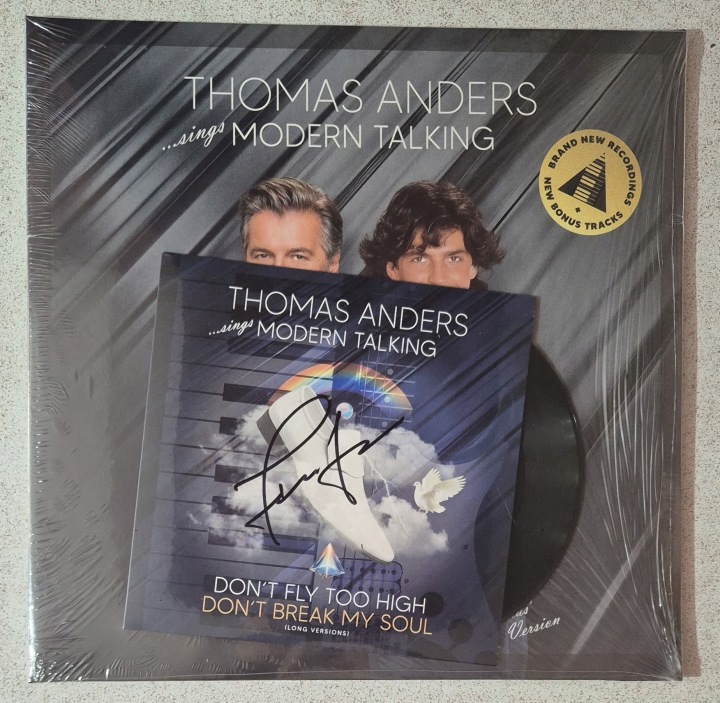 THOMAS ANDERS
...sings MODERN TALKING
BRAND NEW RECORDINGS
+
NEW BONUS TRACKS
THOMAS ANDERS
...sings MODERN TALKING
DON'T FLY TOO HIGH
DON'T BREAK MY SOUL
(LONG VERSIONS)
Version